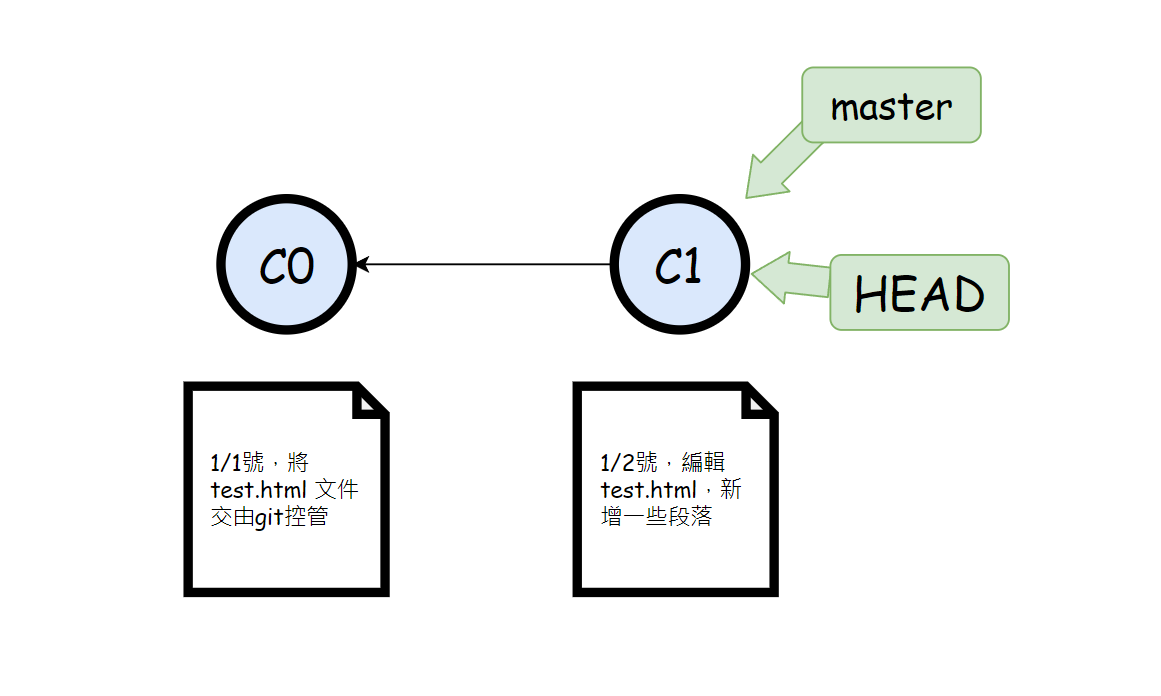 master
C0
C1
HEAD
1/1號，將
test.html 文件
交由git控管
1/2號，編輯
test.html，新
增一些段落